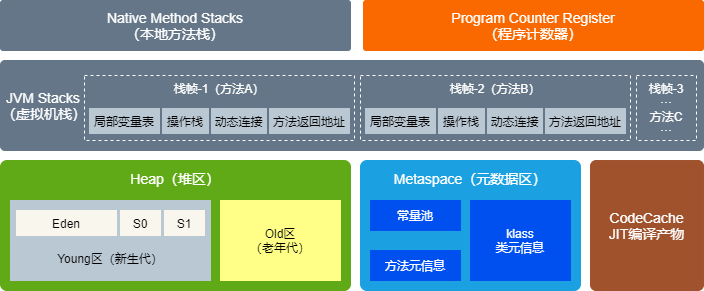 Native Method Stacks
（本地方法栈）
Program Counter Register
（程序计数器）
JVM Stacks
（虚拟机栈）
栈帧-1（方法A）
局部变量表
操作栈
动态连接
方法返回地址
栈帧-2（方法B）
局部变量表
操作栈
动态连接
方法返回地址
栈帧-3
...
方法C
...
Heap（堆区）
Eden
S0
S1
Young区（新生代）
Old区
（老年代）
Metaspace（元数据区）
常量池
方法元信息
klass
类元信息
CodeCache
JIT编译产物